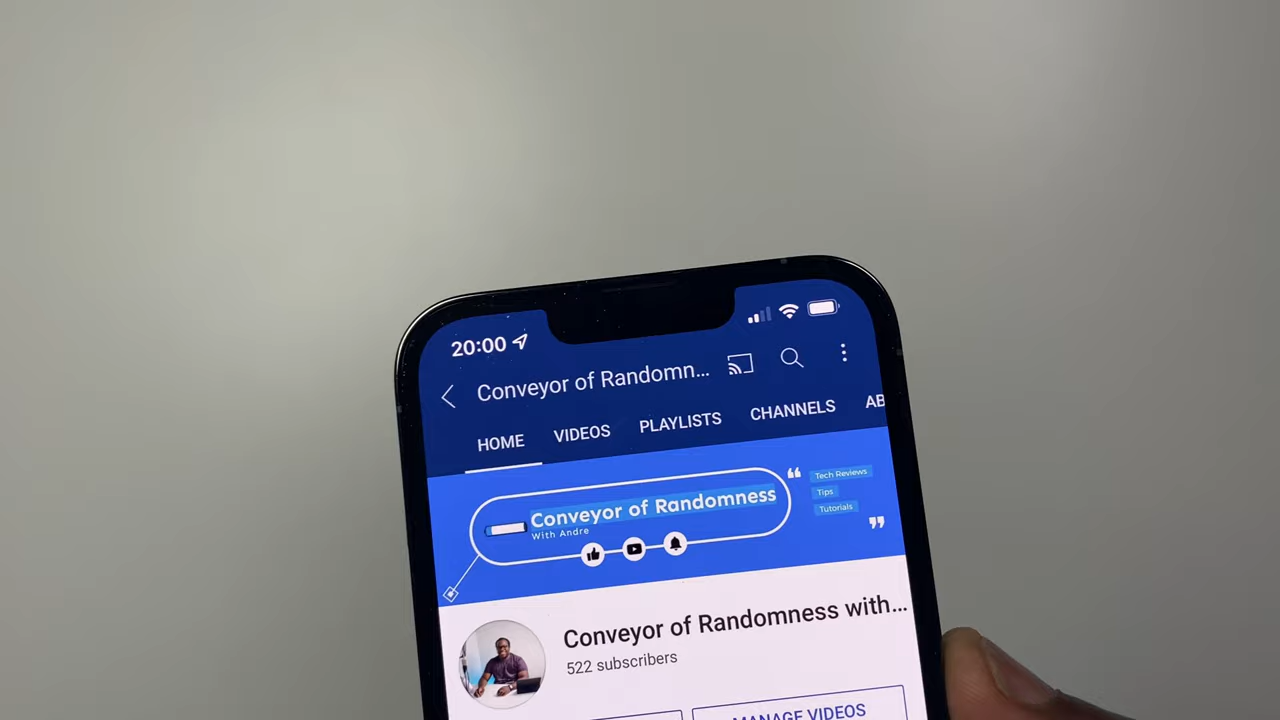 20:00
Conveyor of Randomn...
HOME VIDEOS PLAYLISTS CHANNELS AB
Conveyor of Randomness
With Andre
“
Tech Reviews
Tips
Tutorials
”
Conveyor of Randomness with...
522 subscribers
MANAGE VIDEOS